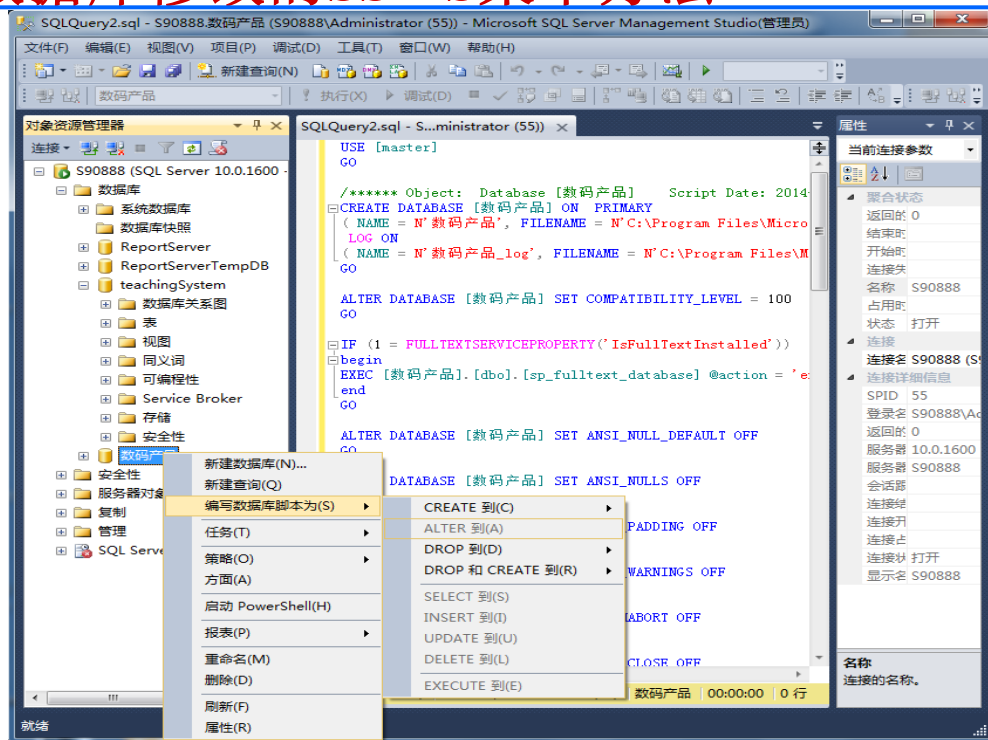 SQLQuery2.sql - S90888.数码产品 (S90888\Administrator (55)) - Microsoft SQL Server Management Studio(管理员)
文件(F) 编辑(E) 视图(V) 项目(P) 调试(D) 工具(T) 窗口(W) 帮助(H)
新建查询(N)
数码产品 执行(X) 调试(D)
对象资源管理器
连接
S90888 (SQL Server 10.0.1600 -
数据库
系统数据库
数据库快照
ReportServer
ReportServerTempDB
teachingSystem
数据库关系图
表
视图
同义词
可编程性
Service Broker
存储
安全性
数码产
安全性
服务器对象
复制
管理
SQL Serve
SQLQuery2.sql - S...ministrator (55))
USE [master]
GO
/****** Object: Database [数码产品] Script Date: 2014-
CREATE DATABASE [数码产品] ON PRIMARY
( NAME = N'数码产品', FILENAME = N'C:\Program Files\Micro
LOG ON
( NAME = N'数码产品_log', FILENAME = N'C:\Program Files\M
GO
ALTER DATABASE [数码产品] SET COMPATIBILITY_LEVEL = 100
GO
IF (1 = FULLTEXTSERVICEPROPERTY('IsFullTextInstalled'))
begin
EXEC [数码产品].[dbo].[sp_fulltext_database] @action = 'e
end
GO
ALTER DATABASE [数码产品] SET ANSI_NULL_DEFAULT OFF
GO
DATABASE [数码产品] SET ANSI_NULLS OFF
PADDING OFF
WARNINGS OFF
ABORT OFF
CLOSE OFF
新建数据库(N)...
新建查询(Q)
编写数据库脚本为(S)
任务(T)
策略(O)
方面(A)
启动 PowerShell(H)
报表(P)
重命名(M)
删除(D)
刷新(F)
属性(R)
CREATE 到(C)
ALTER 到(A)
DROP 到(D)
DROP 和 CREATE 到(R)
SELECT 到(S)
INSERT 到(I)
UPDATE 到(U)
DELETE 到(L)
EXECUTE 到(E)
数码产品 00:00:00 0 行
属性
当前连接参数
聚合状态
返回的 0
结束时
开始时
连接失
名称 S90888
占用时
状态 打开
连接
连接名 S90888 (S
连接详细信息
SPID 55
登录名 S90888\Ad
返回的 0
服务器 10.0.1600
服务器 S90888
会话跟
连接结
连接开
连接占
连接状 打开
显示名 S90888
名称
连接的名称。
就绪